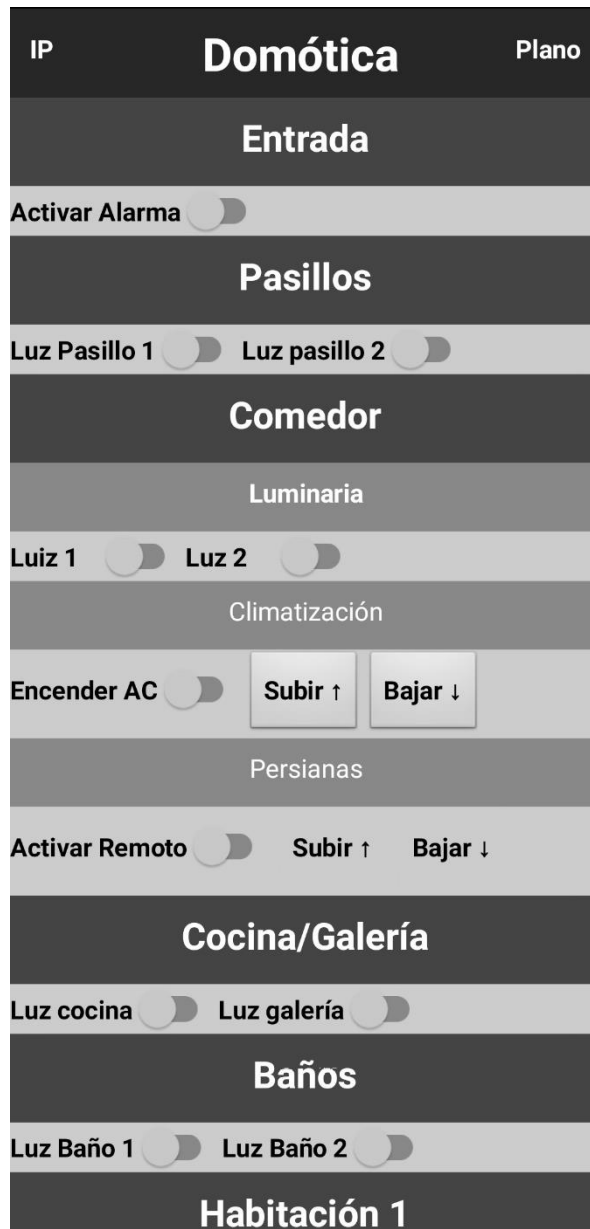 IP Domótica Plano
Entrada
Activar Alarma
Pasillos
Luz Pasillo 1 Luz pasillo 2
Comedor
Luminaria
Luiz 1 Luz 2
Climatización
Encender AC Subir ↑ Bajar ↓
Persianas
Activar Remoto Subir ↑ Bajar ↓
Cocina/Galería
Luz cocina Luz galería
Baños
Luz Baño 1 Luz Baño 2
Habitación 1